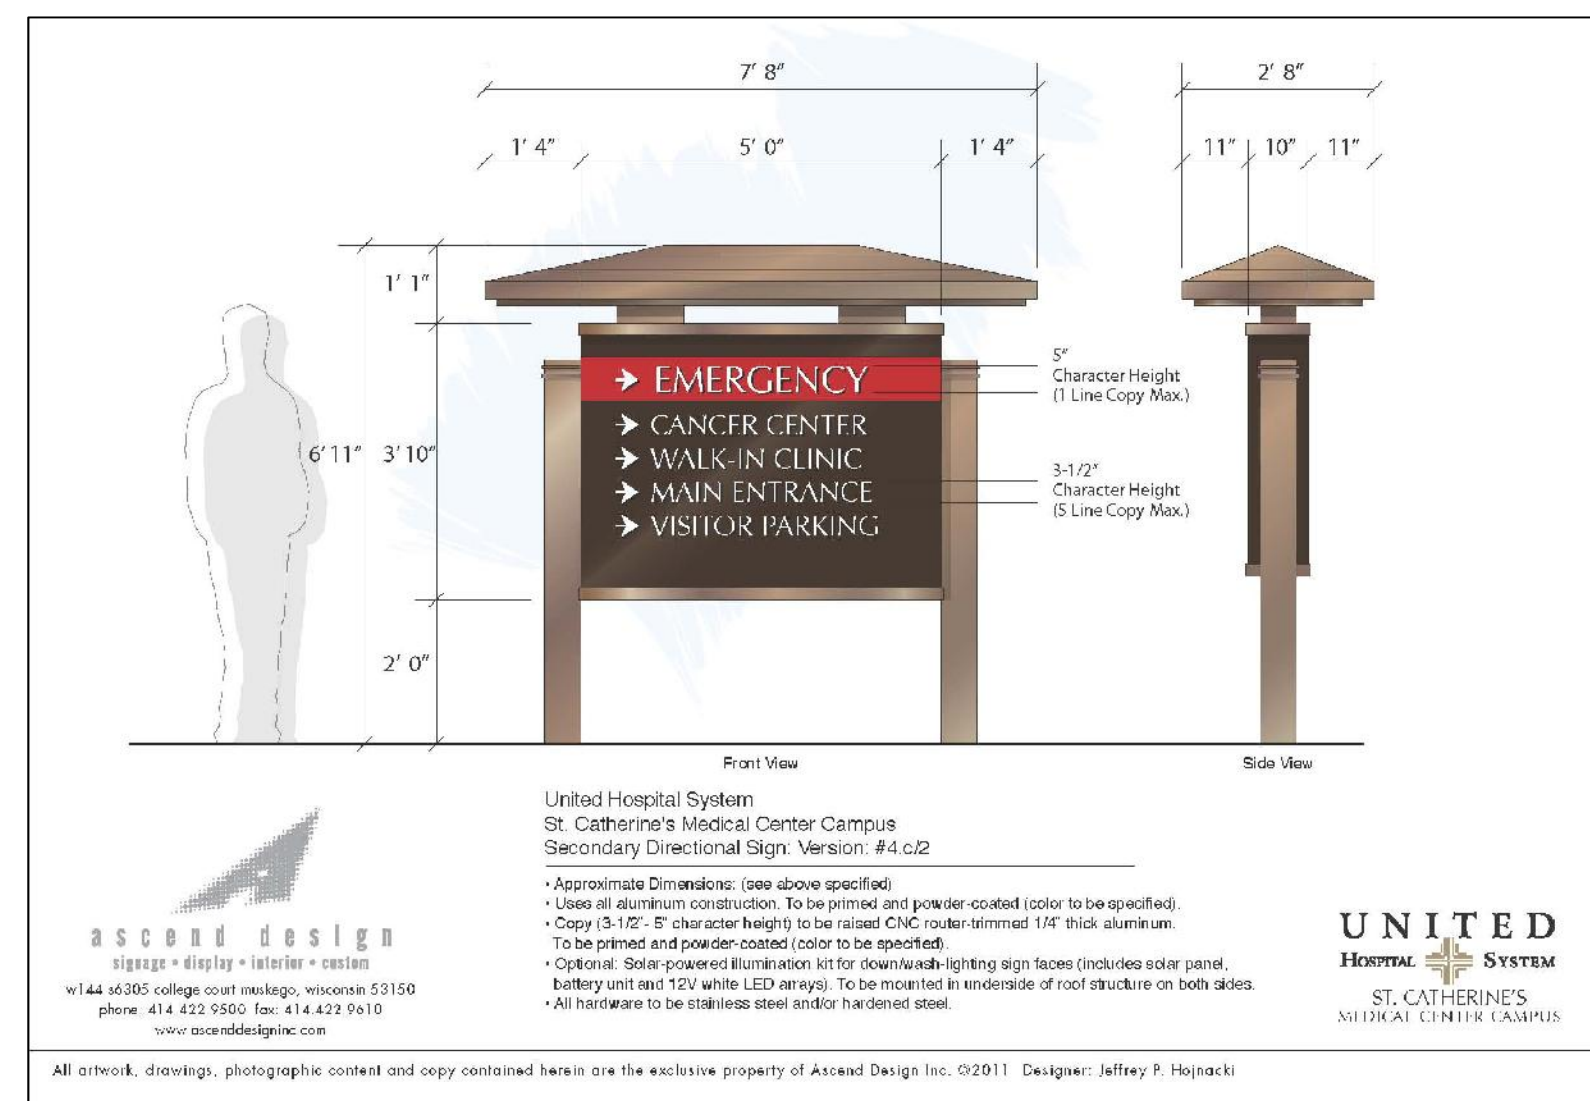 7' 8"
2' 8"
1' 4"
5' 0"
1' 4"
11"
10"
11"
1' 1"
6' 11"
3' 10"
2' 0"
EMERGENCY
CANCER CENTER
WALK-IN CLINIC
MAIN ENTRANCE
VISITOR PARKING
5"
Character Height
(1 Line Copy Max.)
3-1/2"
Character Height
(5 Line Copy Max.)
Front View
Side View
United Hospital System
St. Catherine's Medical Center Campus
Secondary Directional Sign: Version: #4.c/2
• Approximate Dimensions: (see above specified)
• Uses all aluminum construction. To be primed and powder-coated (color to be specified).
• Copy (3-1/2"- 5" character height) to be raised CNC router-trimmed 1/4" thick aluminum.
To be primed and powder-coated (color to be specified).
• Optional: Solar-powered illumination kit for down/wash-lighting sign faces (includes solar panel,
battery unit and 12V white LED arrays). To be mounted in underside of roof structure on both sides.
• All hardware to be stainless steel and/or hardened steel.
ascend design
signage • display • interior • custom
w144 s6305 college court muskego, wisconsin 53150
phone: 414.422.9500 fax: 414.422.9610
www.ascenddesigninc.com
UNITED
HOSPITAL SYSTEM
ST. CATHERINE'S
MEDICAL CENTER CAMPUS
All artwork, drawings, photographic content and copy contained herein are the exclusive property of Ascend Design Inc. ©2011 Designer: Jeffrey P. Hojnacki